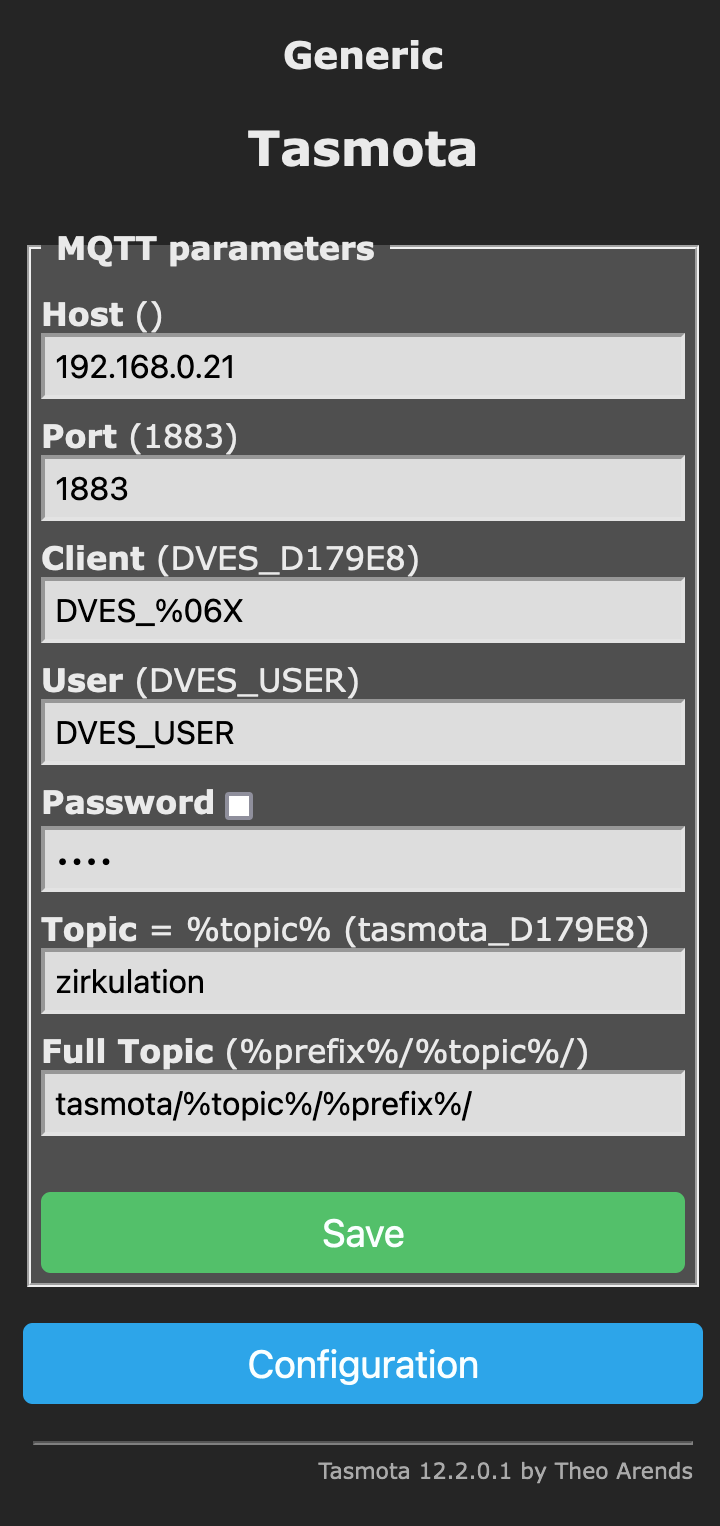 Generic
Tasmota
MQTT parameters
Host ()
192.168.0.21
Port (1883)
1883
Client (DVES_D179E8)
DVES_%06X
User (DVES_USER)
DVES_USER
Password
••••
Topic = %topic% (tasmota_D179E8)
zirkulation
Full Topic (%prefix%/%topic%/)
tasmota/%topic%/%prefix%/
Save
Configuration
Tasmota 12.2.0.1 by Theo Arends